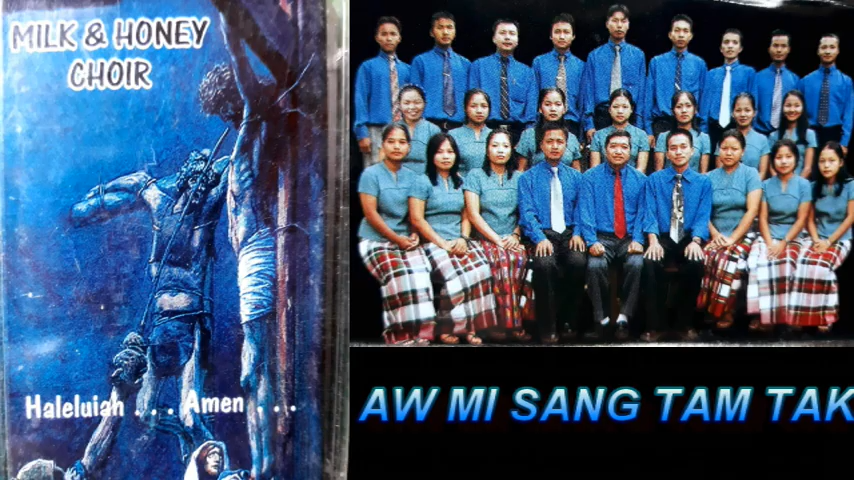 MILK & HONEY
CHOIR
Haleluiah . . . Amen . . .
AW MI SANG TAM TAK